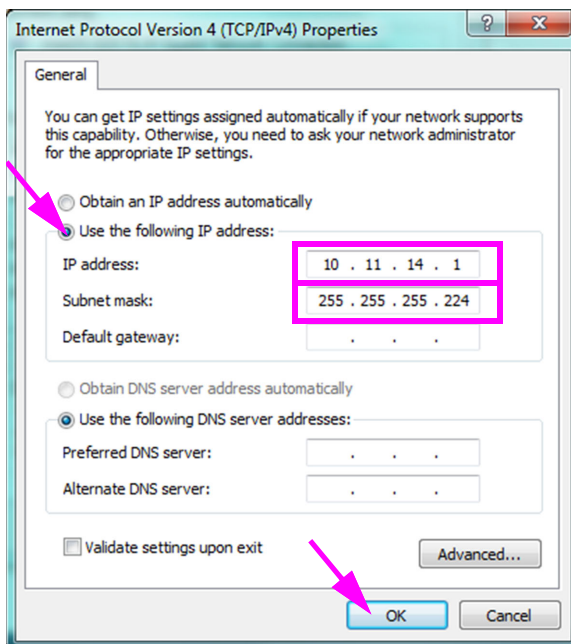 Internet Protocol Version 4 (TCP/IPv4) Properties
General
You can get IP settings assigned automatically if your network supports
this capability. Otherwise, you need to ask your network administrator
for the appropriate IP settings.
Obtain an IP address automatically
Use the following IP address:
IP address: 10 . 11 . 14 . 1
Subnet mask: 255 . 255 . 255 . 224
Default gateway: . . .
Obtain DNS server address automatically
Use the following DNS server addresses:
Preferred DNS server: . . .
Alternate DNS server: . . .
Validate settings upon exit
Advanced...
OK Cancel